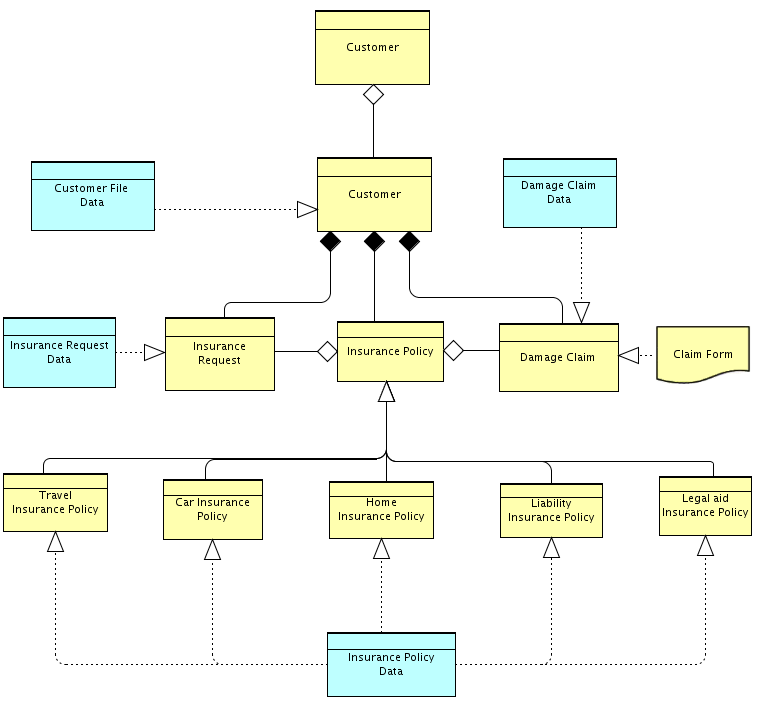 Customer
Customer File
Data
Customer
Damage Claim
Data
Insurance Request
Data
Insurance
Request
Insurance Policy
Damage Claim
Claim Form
Travel
Insurance Policy
Car Insurance
Policy
Home
Insurance Policy
Liability
Insurance Policy
Legal aid
Insurance Policy
Insurance Policy
Data